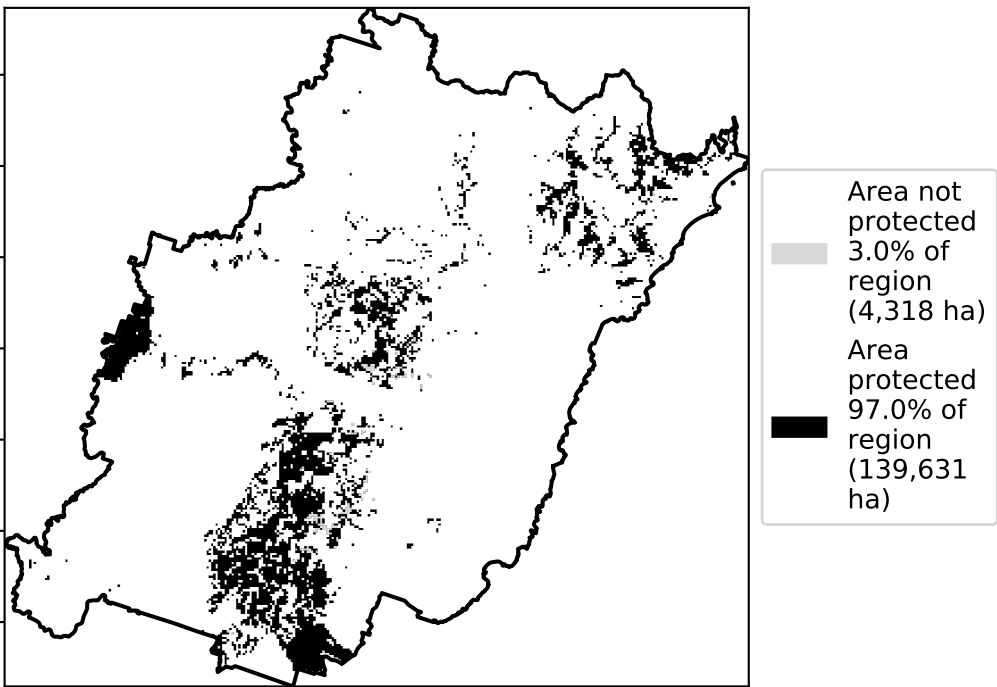 Area not
protected
3.0% of
region
(4,318 ha)
Area
protected
97.0% of
region
(139,631
ha)